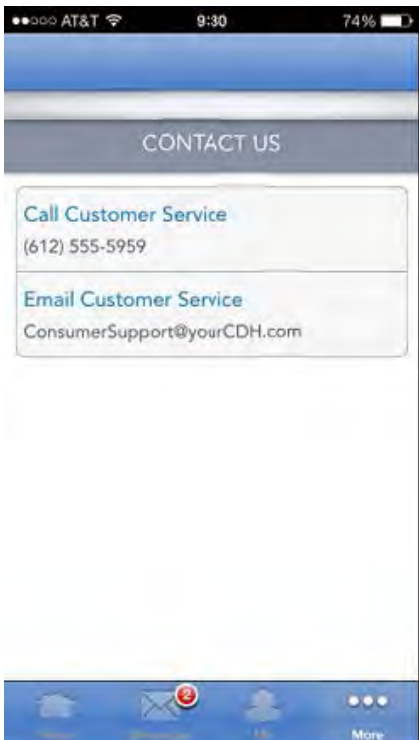 AT&T 9:30 74%
CONTACT US
Call Customer Service
(612) 555-5959
Email Customer Service
ConsumerSupport@yourCDH.com
2
More